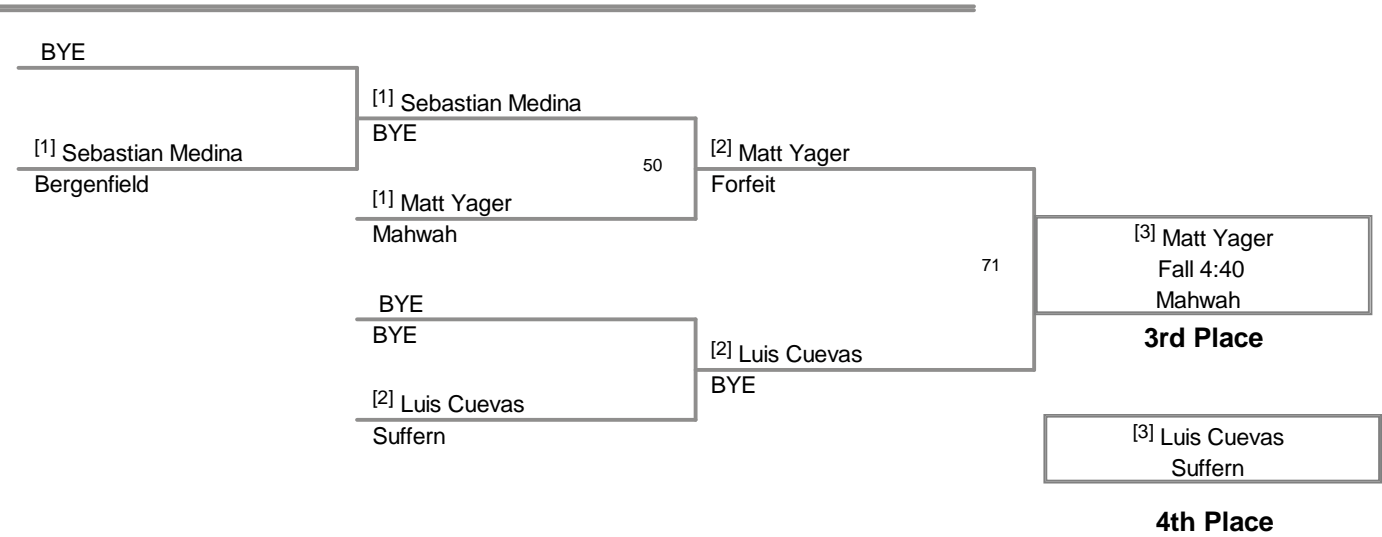 BYE
[1] Sebastian Medina
Bergenfield
[1] Sebastian Medina
BYE
50
[1] Matt Yager
Mahwah
BYE
BYE
[2] Luis Cuevas
Suffern
[2] Matt Yager
Forfeit
71
[2] Luis Cuevas
BYE
[3] Matt Yager
Fall 4:40
Mahwah
3rd Place
[3] Luis Cuevas
Suffern
4th Place